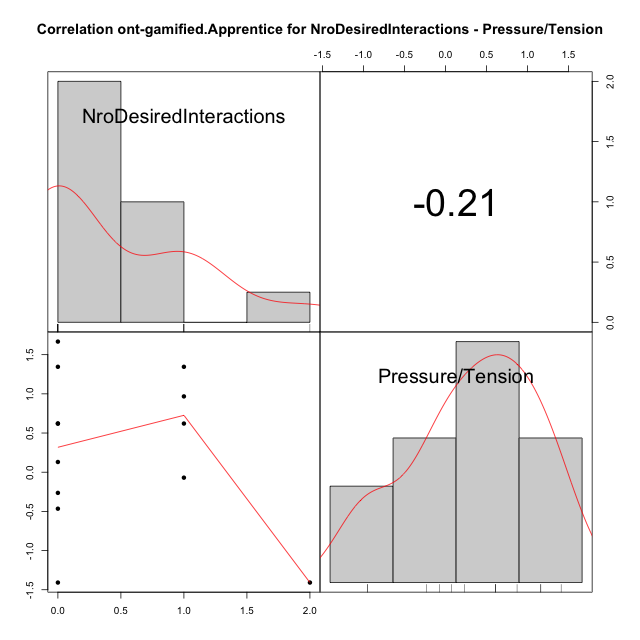 Correlation ont-gamified.Apprentice for NroDesiredInteractions - Pressure/Tension
-1.5 -1.0 -0.5 0.0 0.5 1.0 1.5
NroDesiredInteractions
-0.21
2.0
1.5
1.0
0.5
0.0
1.5
1.0
0.5
0.0
-0.5
-1.0
-1.5
Pressure/Tension
0.0 0.5 1.0 1.5 2.0